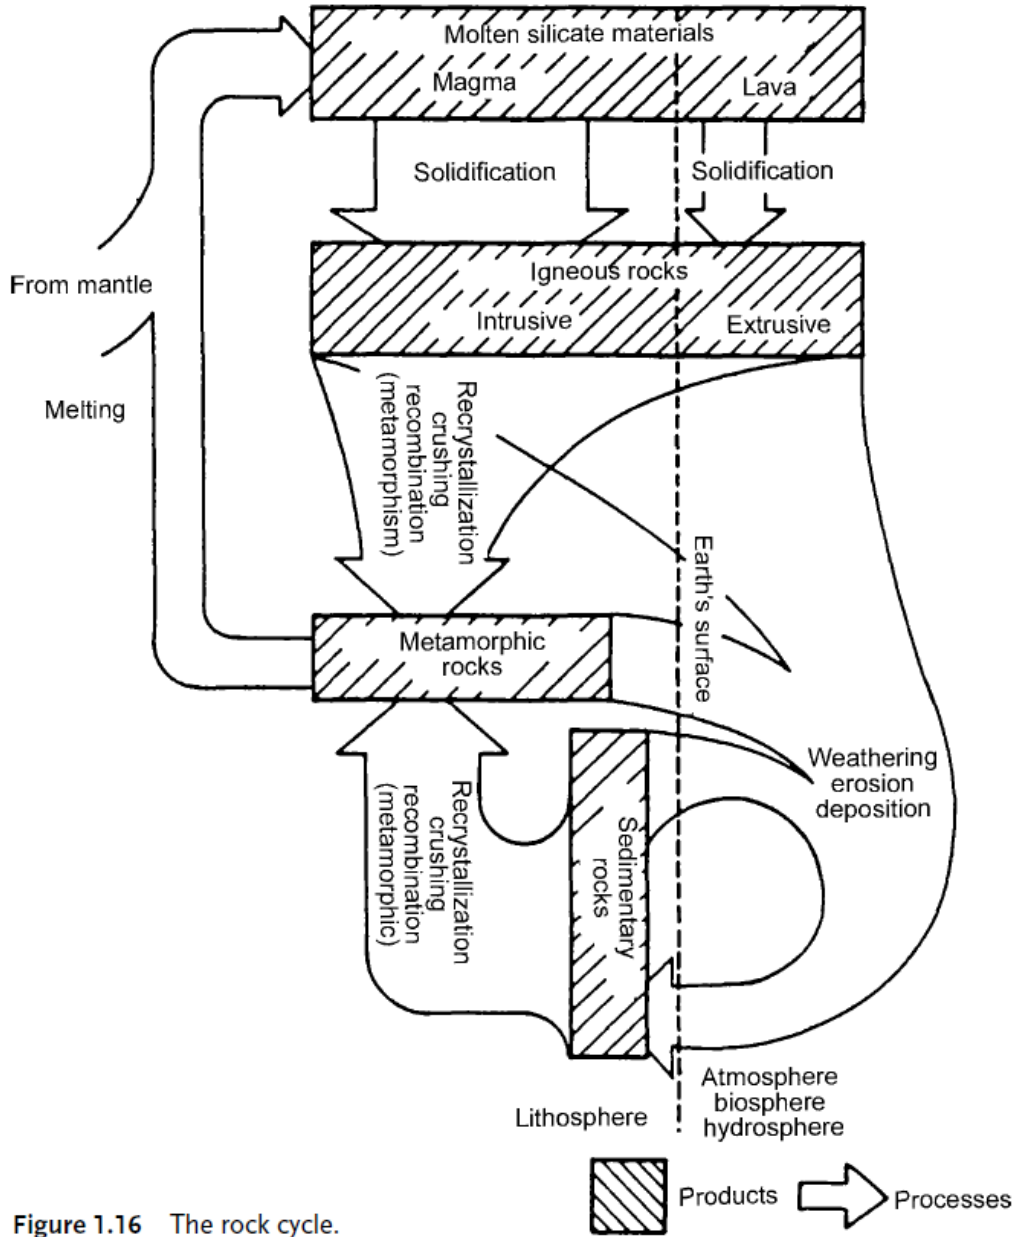 Molten silicate materials
Magma
Lava
Solidification
Solidification
From mantle
Igneous rocks
Intrusive
Extrusive
Melting
Recrystallization
crushing
recombination
(metamorphism)
Earth's surface
Metamorphic
rocks
Weathering
erosion
deposition
Recrystallization
crushing
recombination
(metamorphic)
Sedimentary
rocks
Lithosphere
Atmosphere
biosphere
hydrosphere
Products
Processes
Figure 1.16 The rock cycle.